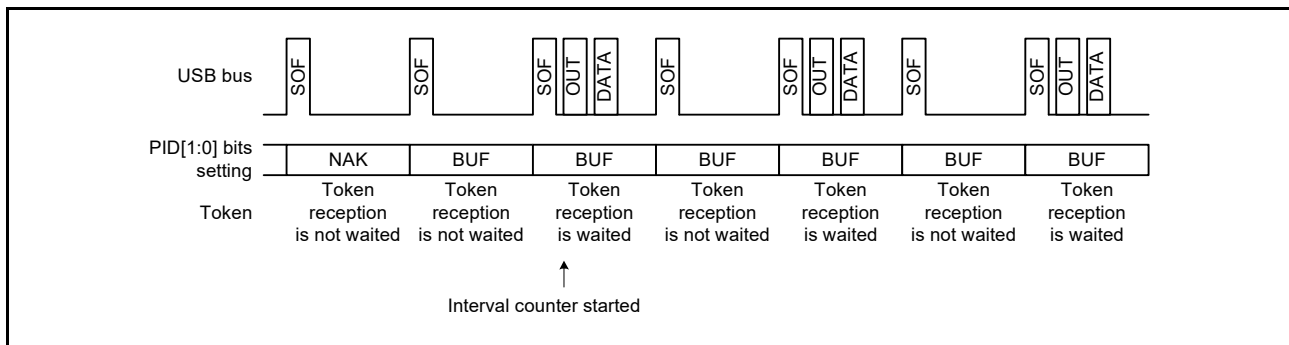 USB bus
SOF SOF SOF OUT DATA SOF SOF OUT DATA SOF SOF OUT DATA
PID[1:0] bits
setting
NAK BUF BUF BUF BUF BUF BUF
Token
Token
reception
is not waited
Token
reception
is not waited
Token
reception
is waited
Token
reception
is not waited
Token
reception
is waited
Token
reception
is not waited
Token
reception
is waited
Interval counter started